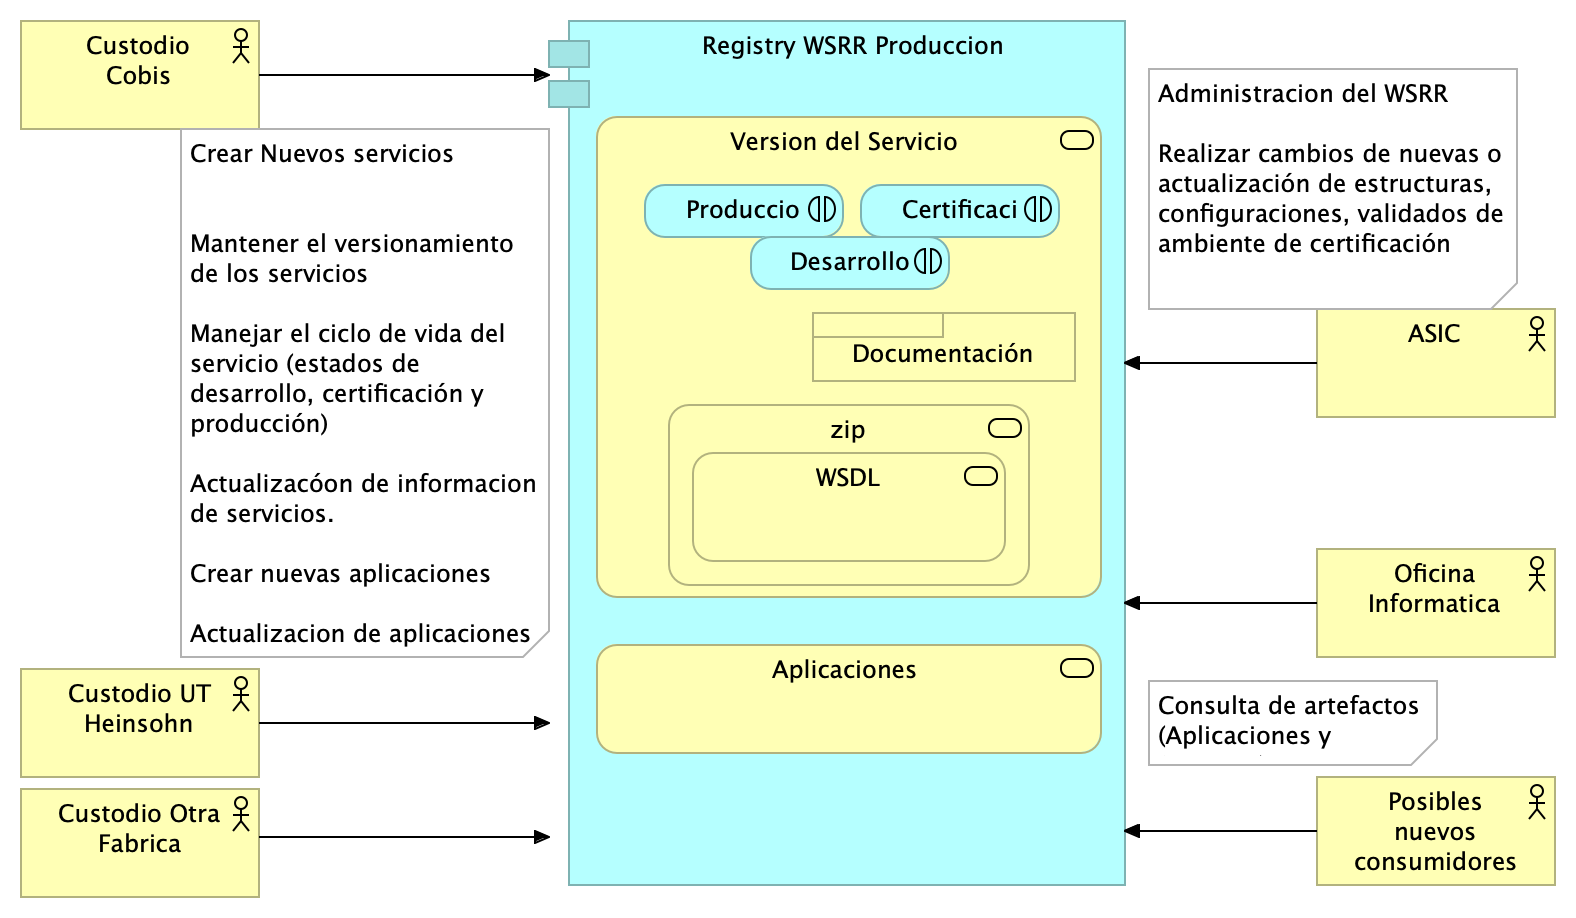 Custodio
Cobis
Crear Nuevos servicios
Mantener el versionamiento
de los servicios
Manejar el ciclo de vida del
servicio (estados de
desarrollo, certificación y
producción)
Actualizacóon de informacion
de servicios.
Crear nuevas aplicaciones
Actualizacion de aplicaciones
Custodio UT
Heinsohn
Custodio Otra
Fabrica
Registry WSRR Produccion
Version del Servicio
Produccio
Certificaci
Desarrollo
Documentación
zip
WSDL
Aplicaciones
Administracion del WSRR
Realizar cambios de nuevas o
actualización de estructuras,
configuraciones, validados de
ambiente de certificación
ASIC
Oficina
Informatica
Consulta de artefactos
(Aplicaciones y
Posibles
nuevos
consumidores